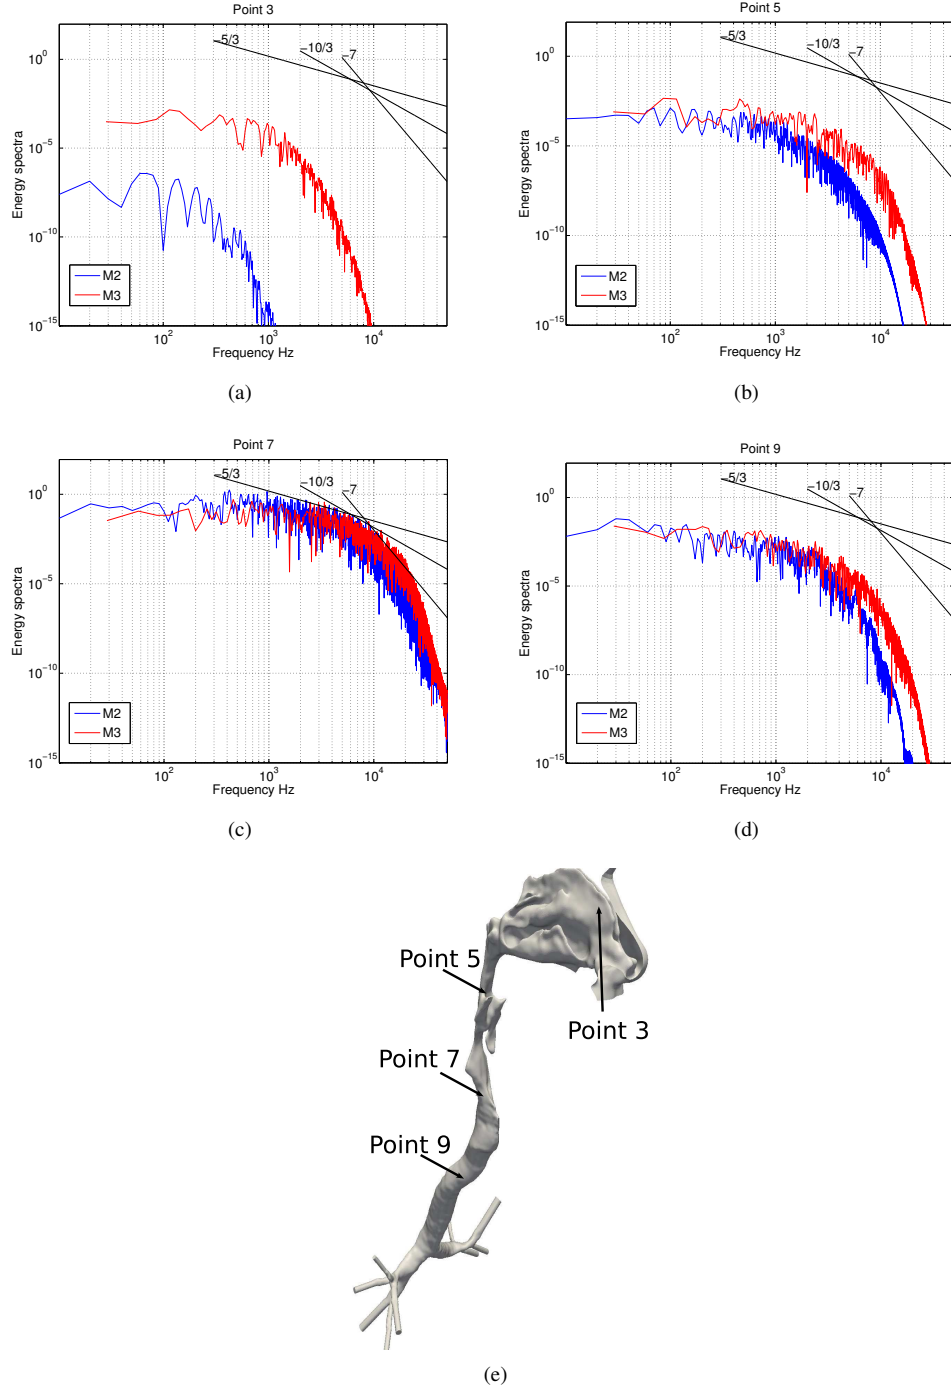 Point 3
10^0
10^-5
10^-10
10^-15
Energy spectra
-5/3
-10/3
-7
M2
M3
10^2
10^3
10^4
Frequency Hz
(a)
Point 5
10^0
10^-5
10^-10
10^-15
Energy spectra
-5/3
-10/3
-7
M2
M3
10^2
10^3
10^4
Frequency Hz
(b)
Point 7
10^0
10^-5
10^-10
10^-15
Energy spectra
-5/3
-10/3
-7
M2
M3
10^2
10^3
10^4
Frequency Hz
(c)
Point 9
10^0
10^-5
10^-10
10^-15
Energy spectra
-5/3
-10/3
-7
M2
M3
10^2
10^3
10^4
Frequency Hz
(d)
Point 5
Point 3
Point 7
Point 9
(e)